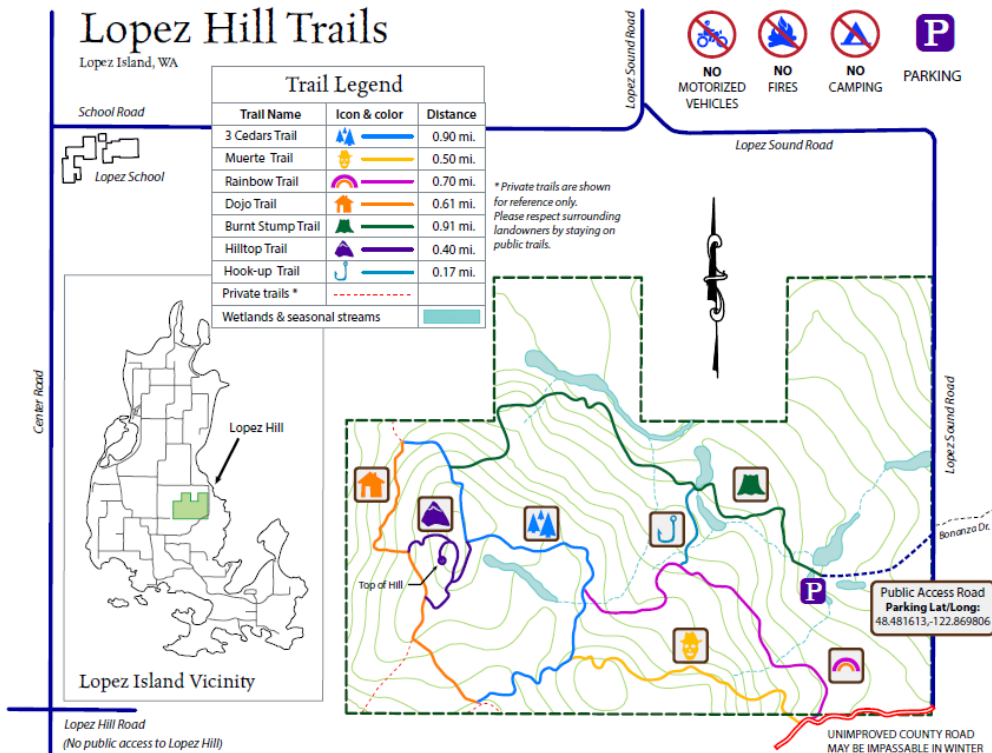 Lopez Hill Trails
Lopez Island, WA
School Road
Lopez School
Trail Legend
Trail Name Icon & color Distance
3 Cedars Trail 0.90 mi.
Muerte Trail 0.50 mi.
Rainbow Trail 0.70 mi.
Dojo Trail 0.61 mi.
Burnt Stump Trail 0.91 mi.
Hilltop Trail 0.40 mi.
Hook-up Trail 0.17 mi.
Private trails *
Wetlands & seasonal streams
* Private trails are shown
for reference only.
Please respect surrounding
landowners by staying on
public trails.
Lopez Sound Road
NO
MOTORIZED
VEHICLES
NO
FIRES
NO
CAMPING
P
PARKING
Lopez Sound Road
Center Road
Lopez Hill
Lopez Island Vicinity
Lopez Sound Road
Top of Hill
Bonanza Dr.
P
Public Access Road
Parking Lat/Long:
48.481613,-122.869806
Lopez Hill Road
(No public access to Lopez Hill)
UNIMPROVED COUNTY ROAD
MAY BE IMPASSABLE IN WINTER